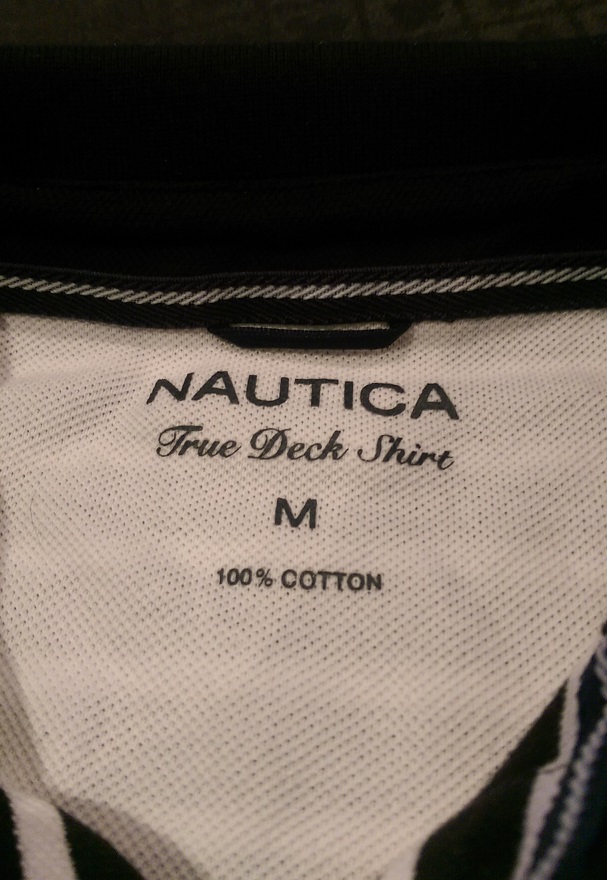 NAUTICA
True Deck Shirt
M
100% COTTON